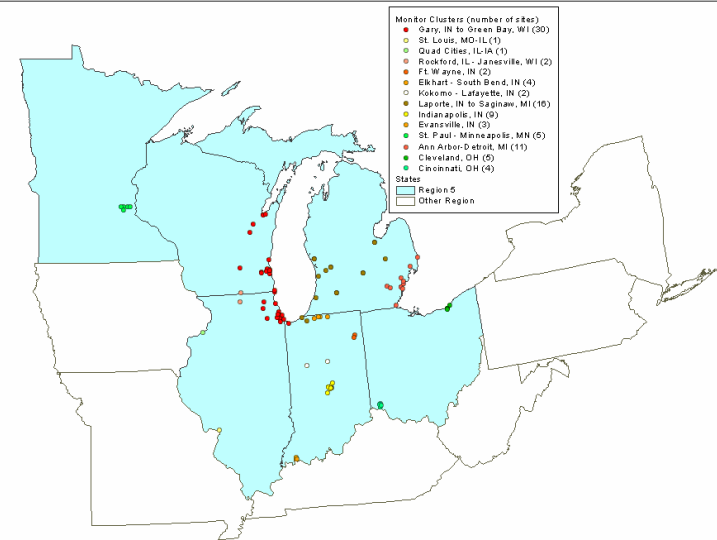 Monitor Clusters (number of sites)
Gary, IN to Green Bay, WI (30)
St. Louis, MO-IL (1)
Quad Cities, IL-IA (1)
Rockford, IL - Janesville, WI (2)
Ft. Wayne, IN (2)
Elkhart - South Bend, IN (4)
Kokomo - Lafayette, IN (2)
Laporte, IN to Saginaw, MI (16)
Indianapolis, IN (9)
Evansville, IN (3)
St. Paul - Minneapolis, MN (5)
Ann Arbor-Detroit, MI (11)
Cleveland, OH (5)
Cincinnati, OH (4)
States
Region 5
Other Region